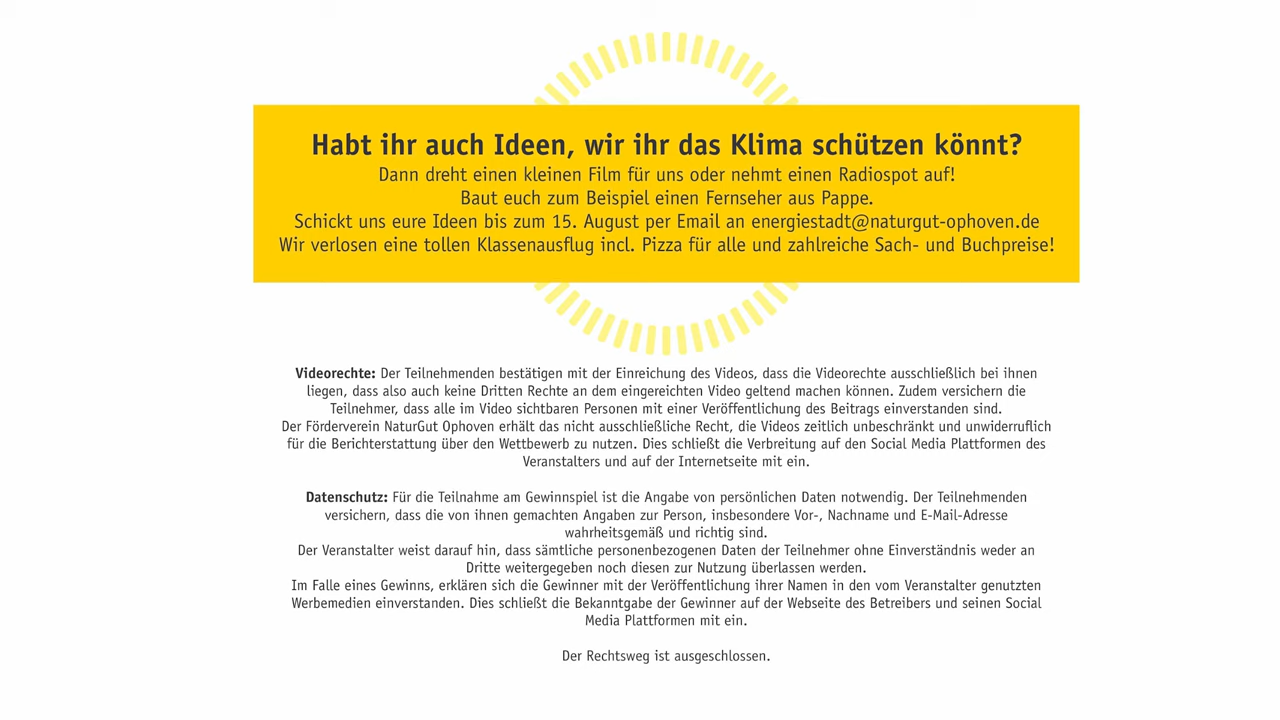 Habt ihr auch Ideen, wir ihr das Klima schützen könnt?
Dann dreht einen kleinen Film für uns oder nehmt einen Radiospot auf!
Baut euch zum Beispiel einen Fernseher aus Pappe.
Schickt uns eure Ideen bis zum 15. August per Email an energiestadt@naturgut-ophoven.de
Wir verlosen eine tollen Klassenausflug incl. Pizza für alle und zahlreiche Sach- und Buchpreise!
Videorechte: Der Teilnehmenden bestätigen mit der Einreichung des Videos, dass die Videorechte ausschließlich bei ihnen
liegen, dass also auch keine Dritten Rechte an dem eingereichten Video geltend machen können. Zudem versichern die
Teilnehmer, dass alle im Video sichtbaren Personen mit einer Veröffentlichung des Beitrags einverstanden sind.
Der Förderverein NaturGut Ophoven erhält das nicht ausschließliche Recht, die Videos zeitlich unbeschränkt und unwiderruflich
für die Berichterstattung über den Wettbewerb zu nutzen. Dies schließt die Verbreitung auf den Social Media Plattformen des
Veranstalters und auf der Internetseite mit ein.
Datenschutz: Für die Teilnahme am Gewinnspiel ist die Angabe von persönlichen Daten notwendig. Der Teilnehmenden
versichern, dass die von ihnen gemachten Angaben zur Person, insbesondere Vor-, Nachname und E-Mail-Adresse
wahrheitsgemäß und richtig sind.
Der Veranstalter weist darauf hin, dass sämtliche personenbezogenen Daten der Teilnehmer ohne Einverständnis weder an
Dritte weitergegeben noch diesen zur Nutzung überlassen werden.
Im Falle eines Gewinns, erklären sich die Gewinner mit der Veröffentlichung ihrer Namen in den vom Veranstalter genutzten
Werbemedien einverstanden. Dies schließt die Bekanntgabe der Gewinner auf der Webseite des Betreibers und seinen Social
Media Plattformen mit ein.
Der Rechtsweg ist ausgeschlossen.